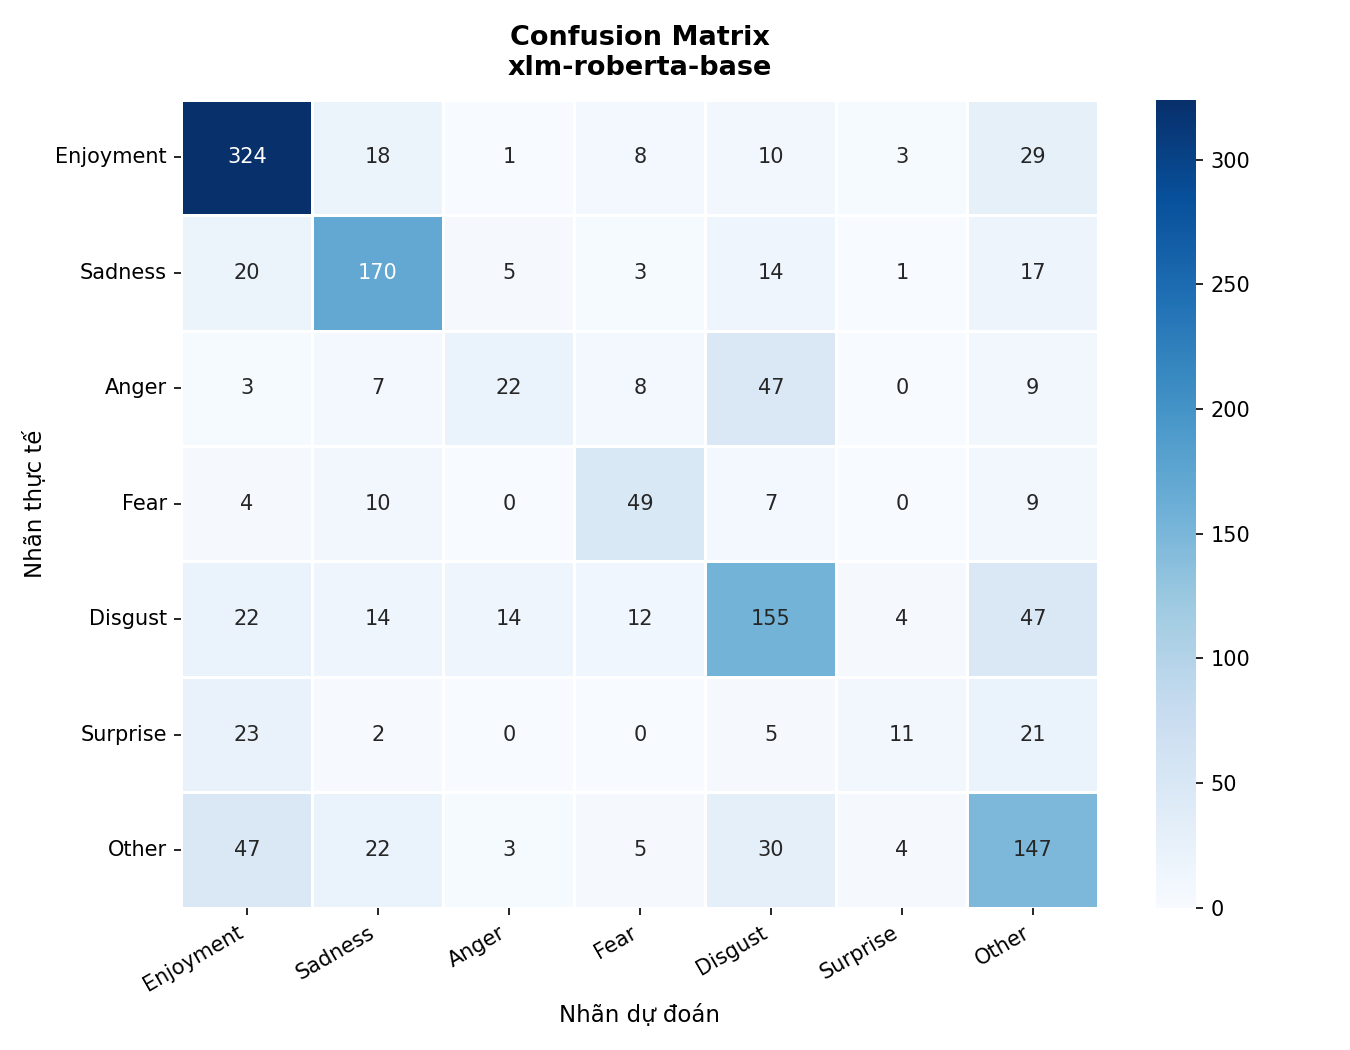 Confusion Matrix
xlm-roberta-base
Enjoyment 324 18 1 8 10 3 29
Sadness 20 170 5 3 14 1 17
Anger 3 7 22 8 47 0 9
Fear 4 10 0 49 7 0 9
Disgust 22 14 14 12 155 4 47
Surprise 23 2 0 0 5 11 21
Other 47 22 3 5 30 4 147
Enjoyment Sadness Anger Fear Disgust Surprise Other
Nhãn dự đoán
Nhãn thực tế
300
250
200
150
100
50
0